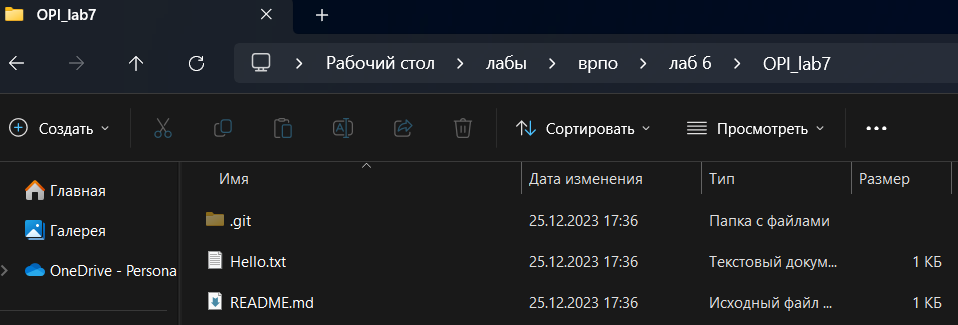 OPI_lab7
Рабочий стол > лабы > врпо > лаб 6 > OPI_lab7
Создать Сортировать Просмотреть
Имя Дата изменения Тип Размер
Главная
Галерея
OneDrive - Persona
.git 25.12.2023 17:36 Папка с файлами
Hello.txt 25.12.2023 17:36 Текстовый докум... 1 КБ
README.md 25.12.2023 17:36 Исходный файл ... 1 КБ